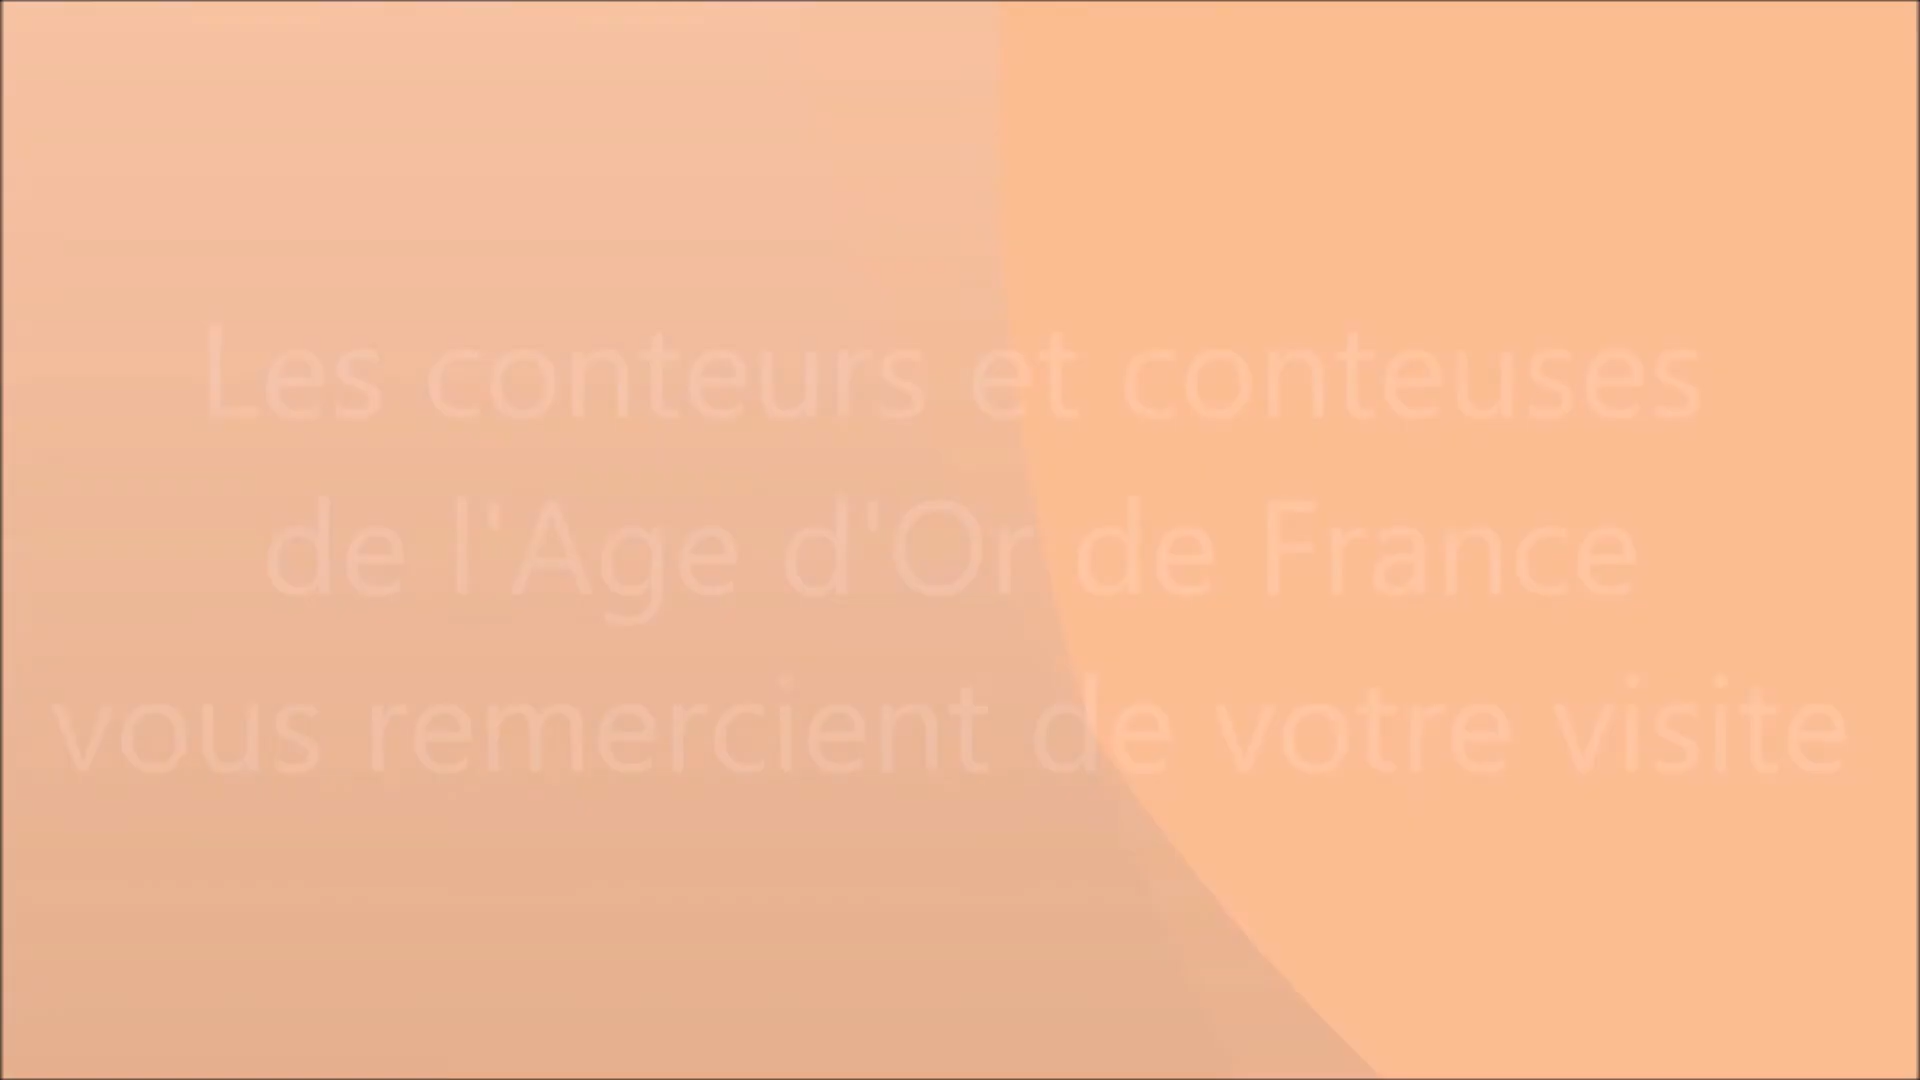 Les conteurs et conteuses
de l'Age d'Or de France
vous remercient de votre visite